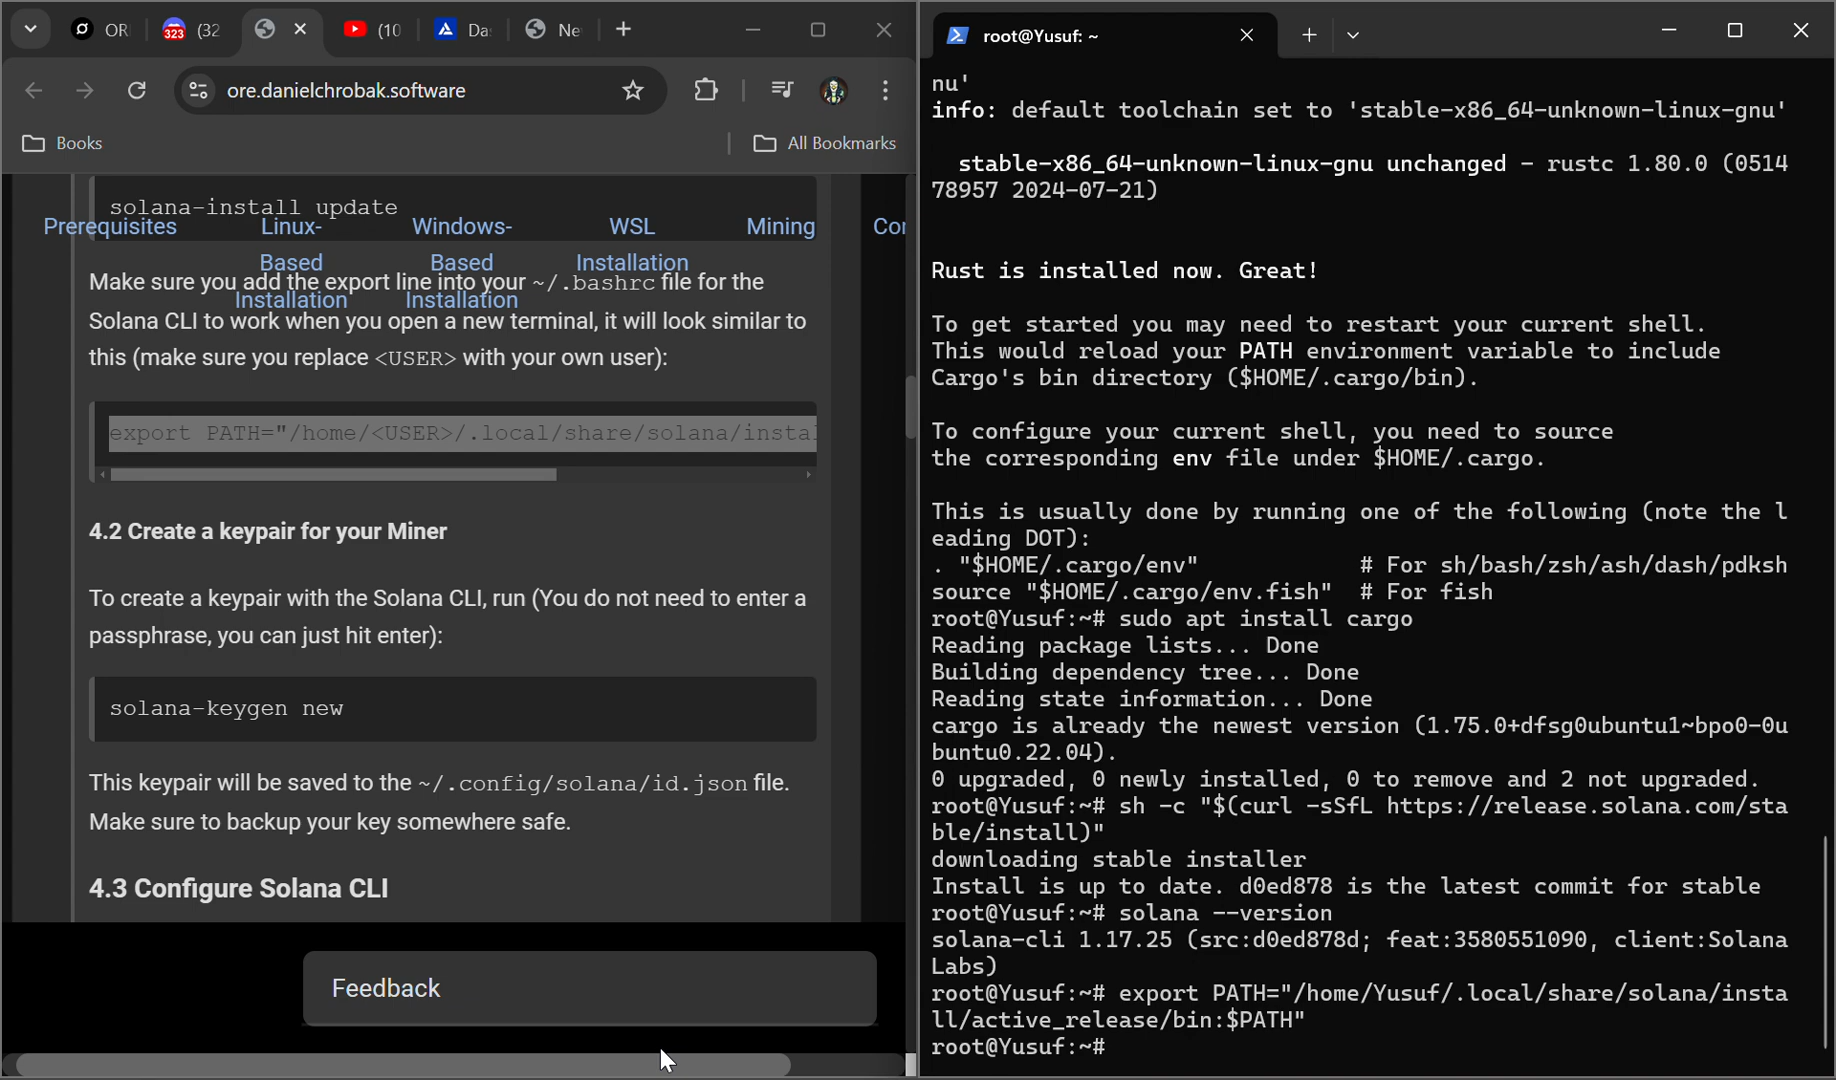 OR
323
(32
(10
Da
Ne
ore.danielchrobak.software
Books
All Bookmarks
solana-install update
Prerequisites
Linux-
Based
Installation
Windows-
Based
Installation
WSL
Installation
Mining
Co
Make sure you add the export line into your ~/.bashrc file for the
Solana CLI to work when you open a new terminal, it will look similar to
this (make sure you replace <USER> with your own user):
export PATH="/home/<USER>/.local/share/solana/instal
4.2 Create a keypair for your Miner
To create a keypair with the Solana CLI, run (You do not need to enter a
passphrase, you can just hit enter):
solana-keygen new
This keypair will be saved to the ~/.config/solana/id.json file.
Make sure to backup your key somewhere safe.
4.3 Configure Solana CLI
Feedback
root@Yusuf: ~
nu'
info: default toolchain set to 'stable-x86_64-unknown-linux-gnu'
stable-x86_64-unknown-linux-gnu unchanged - rustc 1.80.0 (0514
78957 2024-07-21)
Rust is installed now. Great!
To get started you may need to restart your current shell.
This would reload your PATH environment variable to include
Cargo's bin directory ($HOME/.cargo/bin).
To configure your current shell, you need to source
the corresponding env file under $HOME/.cargo.
This is usually done by running one of the following (note the l
eading DOT):
. "$HOME/.cargo/env"            # For sh/bash/zsh/ash/dash/pdksh
source "$HOME/.cargo/env.fish"  # For fish
root@Yusuf:~# sudo apt install cargo
Reading package lists... Done
Building dependency tree... Done
Reading state information... Done
cargo is already the newest version (1.75.0+dfsg0ubuntu1~bpo0-0u
buntu0.22.04).
0 upgraded, 0 newly installed, 0 to remove and 2 not upgraded.
root@Yusuf:~# sh -c "$(curl -sSfL https://release.solana.com/sta
ble/install)"
downloading stable installer
Install is up to date. d0ed878 is the latest commit for stable
root@Yusuf:~# solana --version
solana-cli 1.17.25 (src:d0ed878d; feat:3580551090, client:Solana
Labs)
root@Yusuf:~# export PATH="/home/Yusuf/.local/share/solana/insta
ll/active_release/bin:$PATH"
root@Yusuf:~#